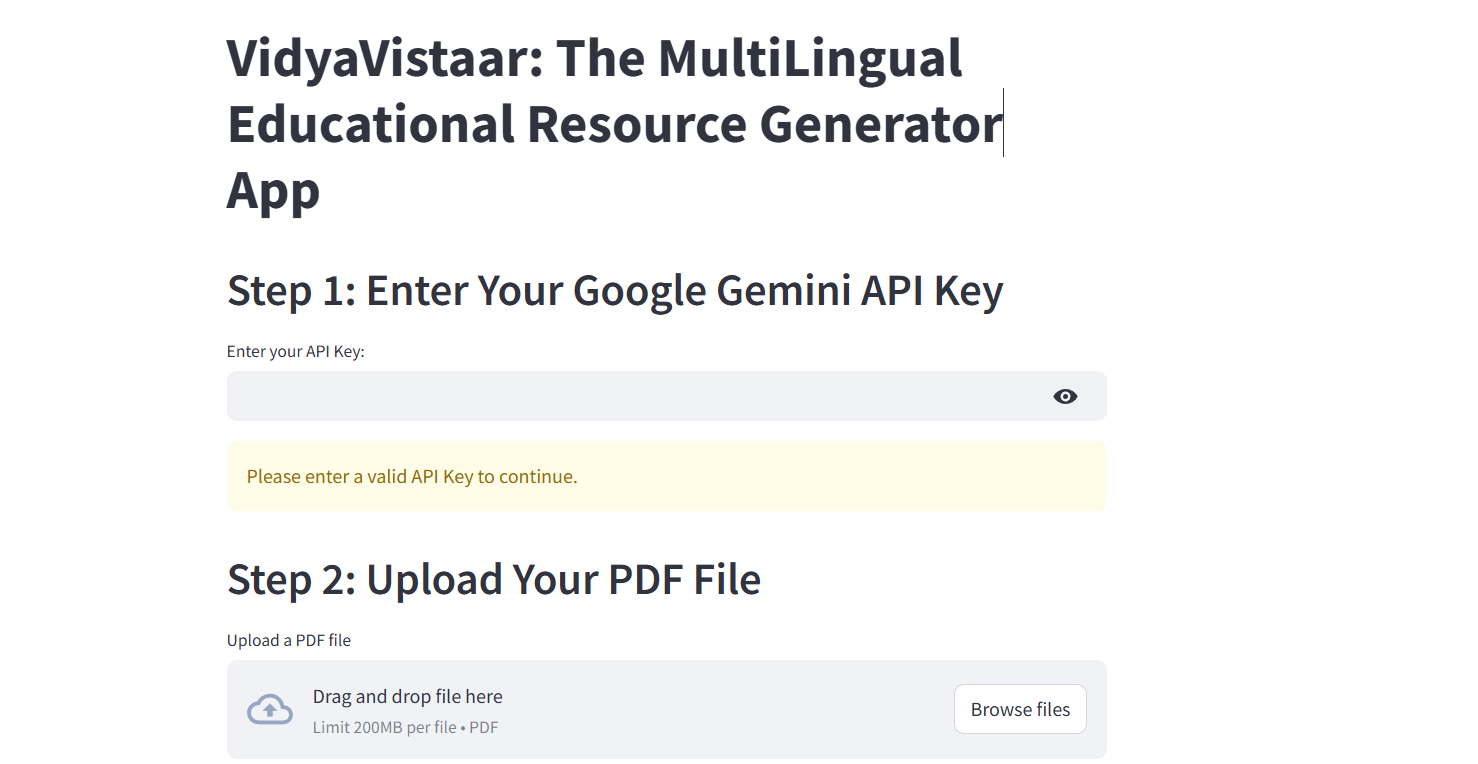 VidyaVistaar: The MultiLingual
Educational Resource Generator
App
Step 1: Enter Your Google Gemini API Key
Enter your API Key:
Please enter a valid API Key to continue.
Step 2: Upload Your PDF File
Upload a PDF file
Drag and drop file here
Limit 200MB per file • PDF
Browse files